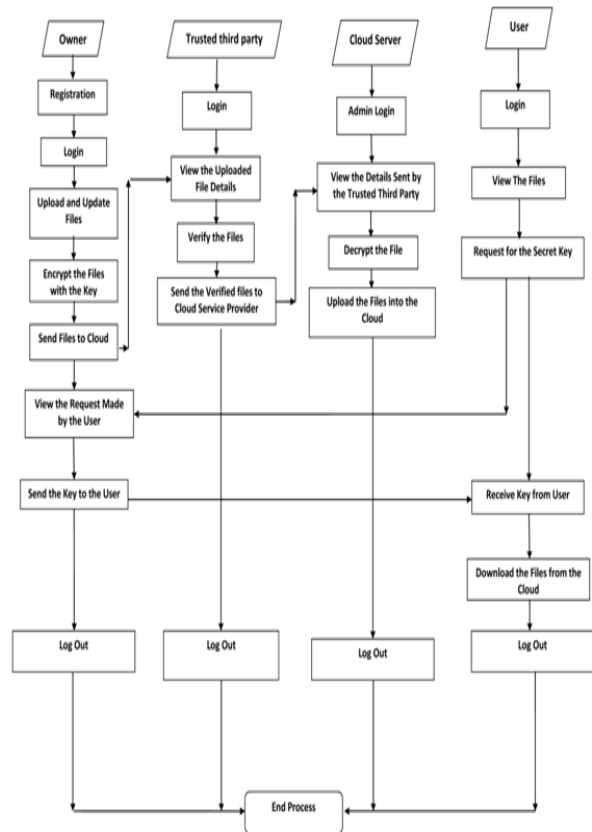 Owner
Registration
Login
Upload and Update
Files
Encrypt the Files
with the Key
Send Files to Cloud
View the Request Made
by the User
Send the Key to the User
Log Out
Trusted third party
Login
View the Uploaded
File Details
Verify the Files
Send the Verified files to
Cloud Service Provider
Log Out
Cloud Server
Admin Login
View the Details Sent by
the Trusted Third Party
Decrypt the File
Upload the Files into the
Cloud
Log Out
User
Login
View The Files
Request for the Secret Key
Receive Key from User
Download the Files from the
Cloud
Log Out
End Process